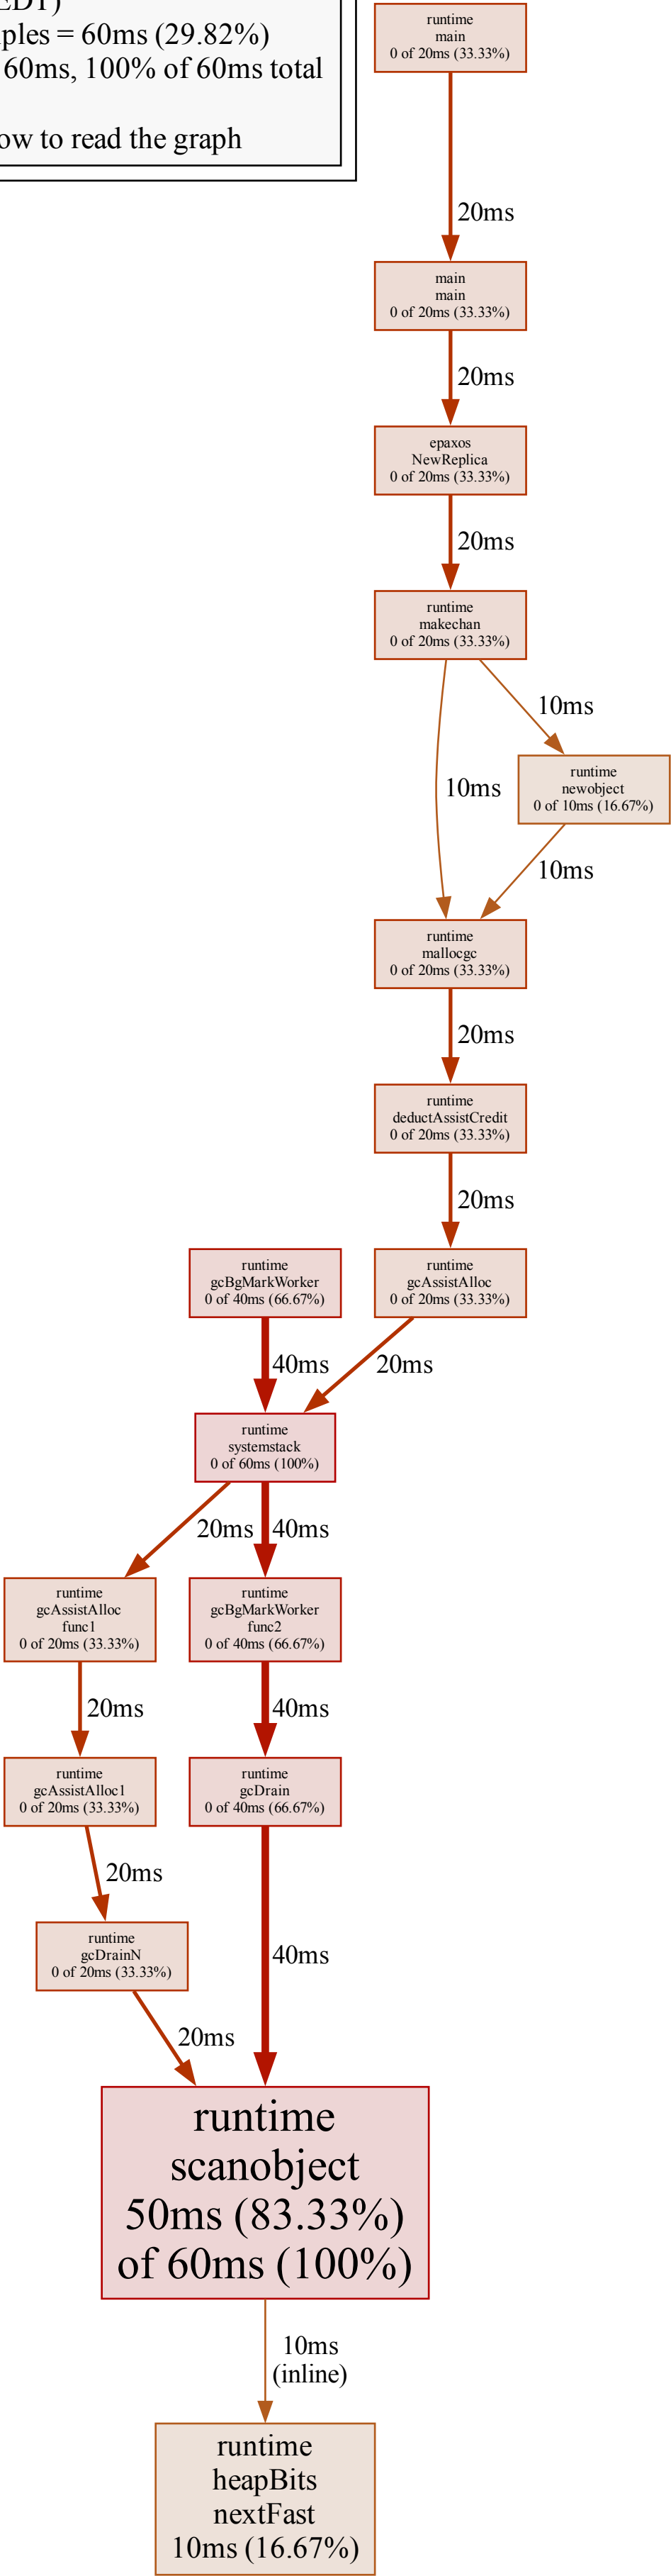 EDT)
ples = 60ms (29.82%)
60ms, 100% of 60ms total
ow to read the graph
runtime
main
0 of 20ms (33.33%)
20ms
main
main
0 of 20ms (33.33%)
20ms
epaxos
NewReplica
0 of 20ms (33.33%)
20ms
runtime
makechan
0 of 20ms (33.33%)
10ms
10ms
runtime
newobject
0 of 10ms (16.67%)
10ms
runtime
mallocgc
0 of 20ms (33.33%)
20ms
runtime
deductAssistCredit
0 of 20ms (33.33%)
20ms
runtime
gcBgMarkWorker
0 of 40ms (66.67%)
runtime
gcAssistAlloc
0 of 20ms (33.33%)
40ms
20ms
runtime
systemstack
0 of 60ms (100%)
20ms
40ms
runtime
gcAssistAlloc
func1
0 of 20ms (33.33%)
runtime
gcBgMarkWorker
func2
0 of 40ms (66.67%)
20ms
40ms
runtime
gcAssistAlloc1
0 of 20ms (33.33%)
runtime
gcDrain
0 of 40ms (66.67%)
20ms
runtime
gcDrainN
0 of 20ms (33.33%)
40ms
20ms
runtime
scanobject
50ms (83.33%)
of 60ms (100%)
10ms
(inline)
runtime
heapBits
nextFast
10ms (16.67%)